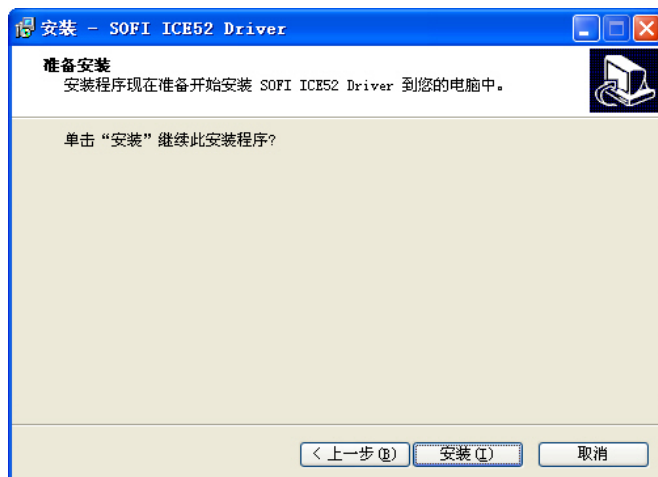 安装 - SOFI ICE52 Driver
准备安装
安装程序现在准备开始安装 SOFI ICE52 Driver 到您的电脑中。
单击“安装”继续此安装程序?
< 上一步(B) 安装(I) 取消